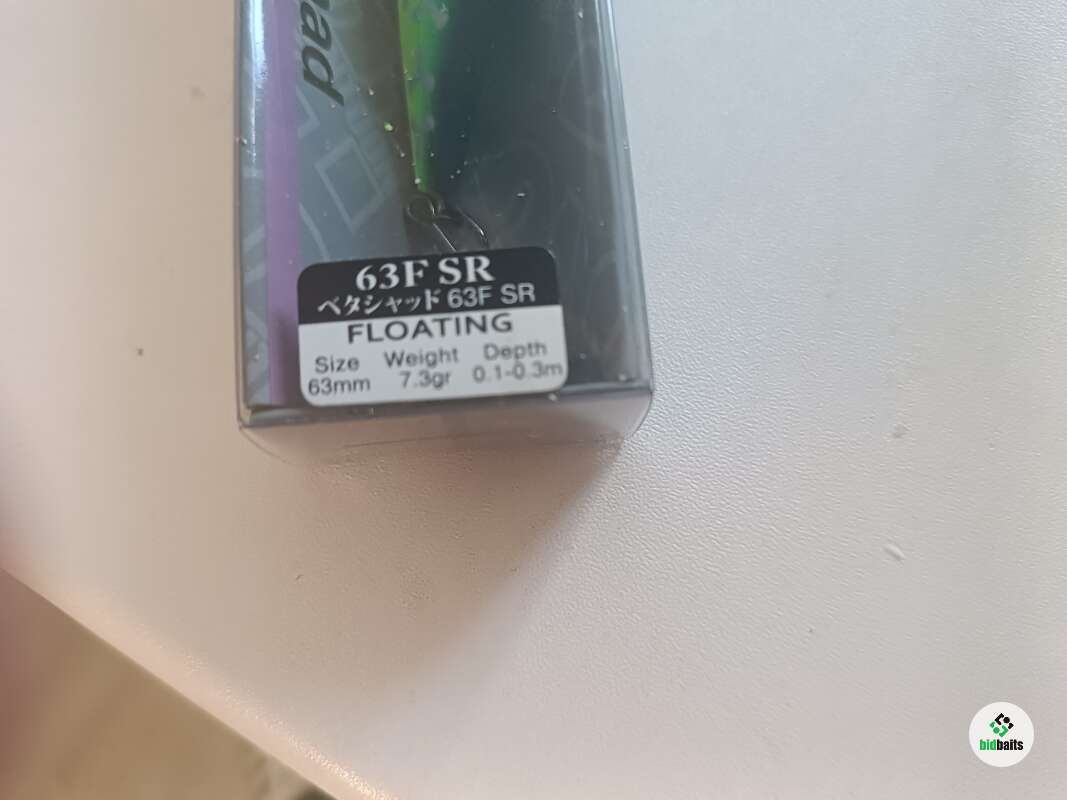 63F SR
ベタシャッド 63F SR
FLOATING
Size Weight Depth
63mm 7.3gr 0.1-0.3m
bidbaits